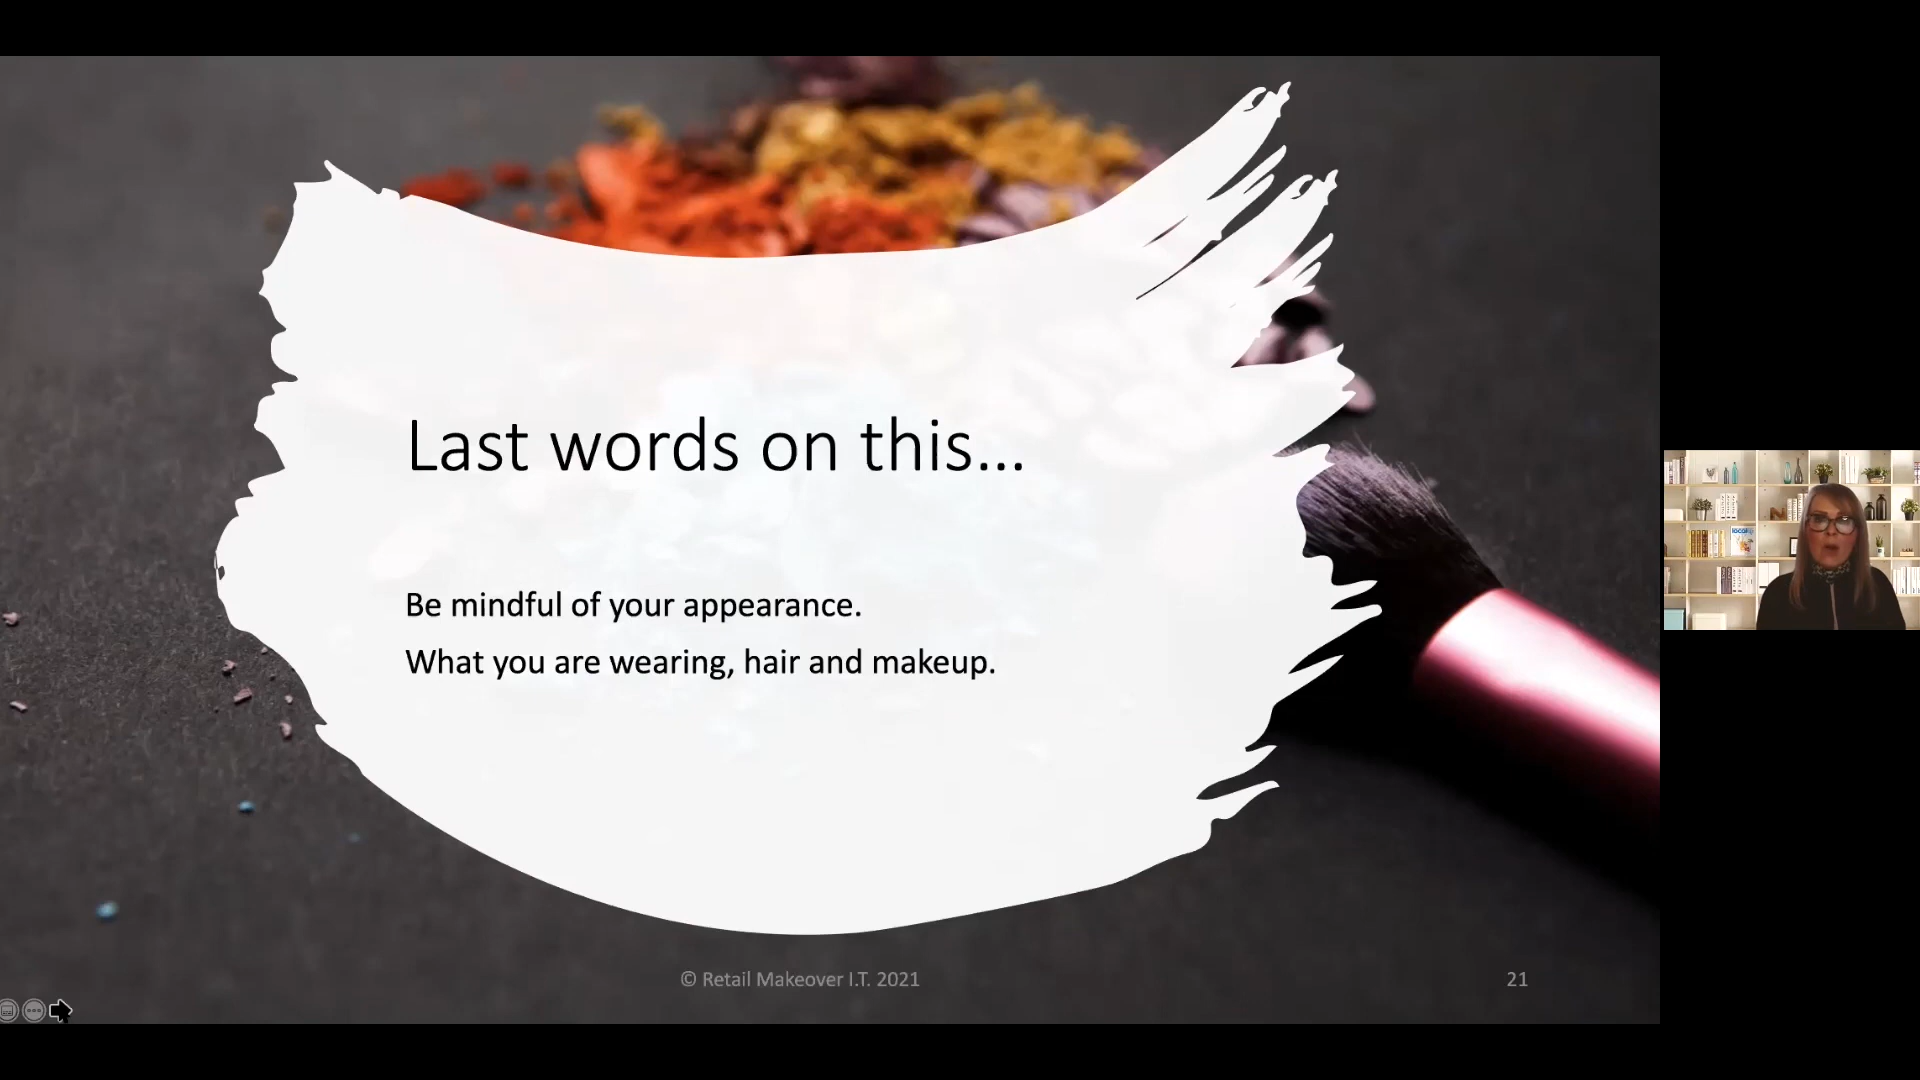 Last words on this...
Be mindful of your appearance.
What you are wearing, hair and makeup.
© Retail Makeover I.T. 2021
21